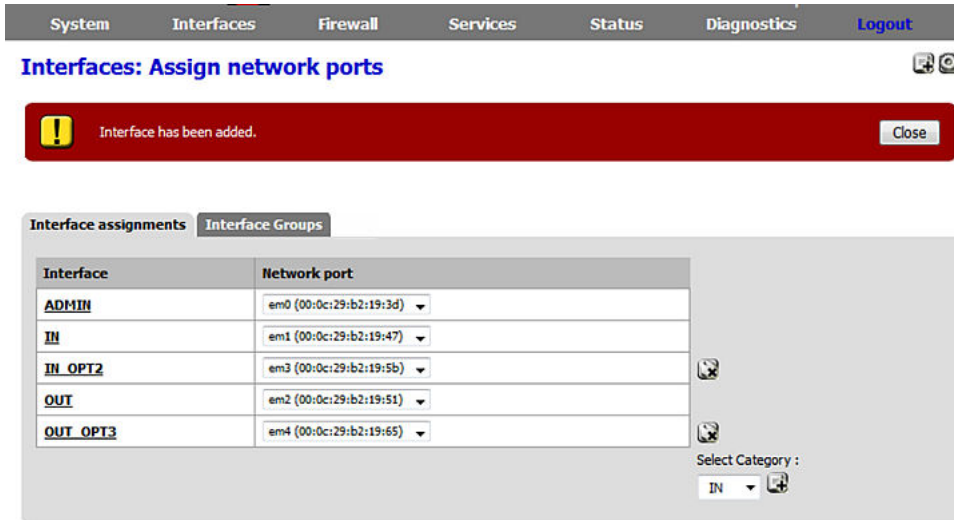 System Interfaces Firewall Services Status Diagnostics Logout
Interfaces: Assign network ports
Interface has been added.
Close
Interface assignments Interface Groups
Interface Network port
ADMIN em0 (00:0c:29:b2:19:3d)
IN em1 (00:0c:29:b2:19:47)
IN_OPT2 em3 (00:0c:29:b2:19:5b)
OUT em2 (00:0c:29:b2:19:51)
OUT_OPT3 em4 (00:0c:29:b2:19:65)
Select Category :
IN